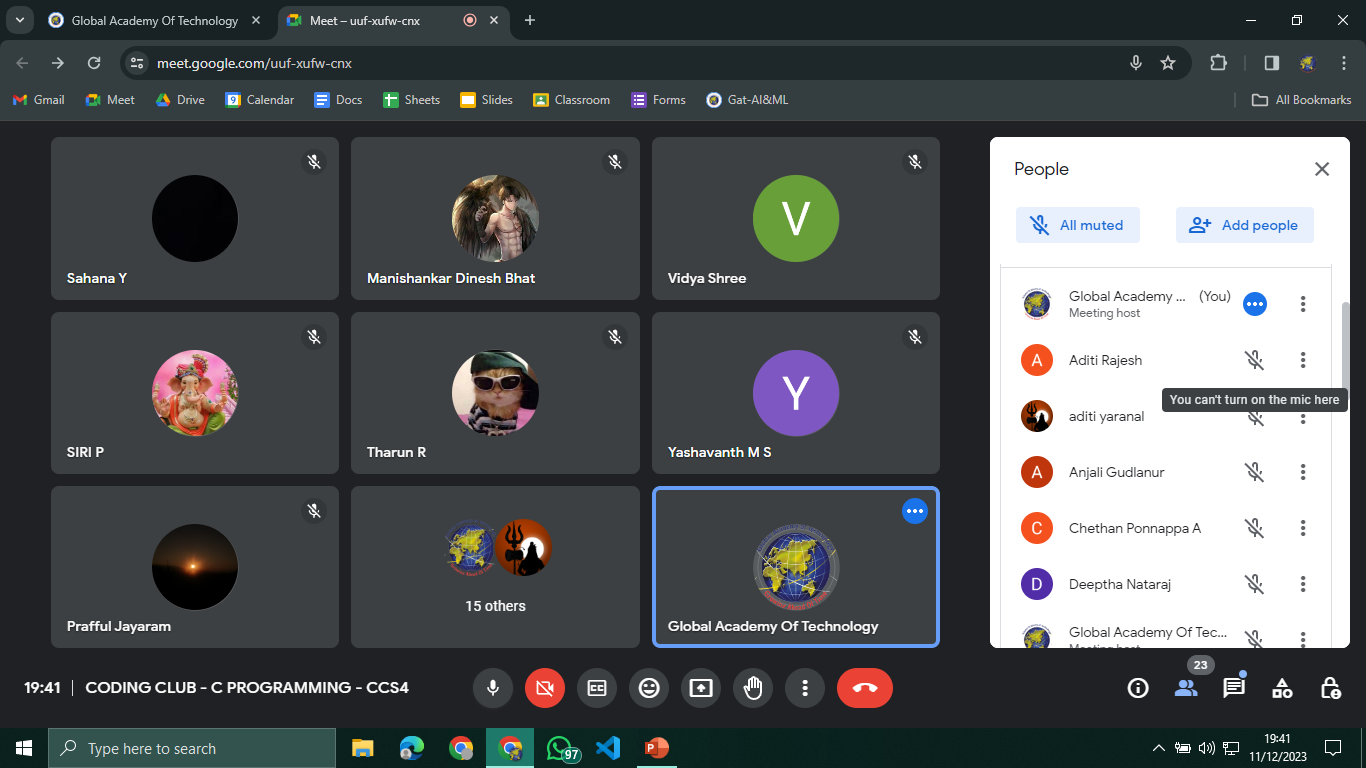 Global Academy Of Technology
Meet – uuf-xufw-cnx
meet.google.com/uuf-xufw-cnx
Gmail
Meet
Drive
Calendar
Docs
Sheets
Slides
Classroom
Forms
Gat-AI&ML
All Bookmarks
Sahana Y
Manishankar Dinesh Bhat
V
Vidya Shree
SIRI P
Tharun R
Y
Yashavanth M S
Prafful Jayaram
15 others
Global Academy Of Technology
People
All muted
Add people
Global Academy ... (You)
Meeting host
A
Aditi Rajesh
You can't turn on the mic here
aditi yaranal
A
Anjali Gudlanur
C
Chethan Ponnappa A
D
Deeptha Nataraj
Global Academy Of Tec...
Meeting host
19:41 | CODING CLUB - C PROGRAMMING - CCS4
23
Type here to search
97
19:41
11/12/2023